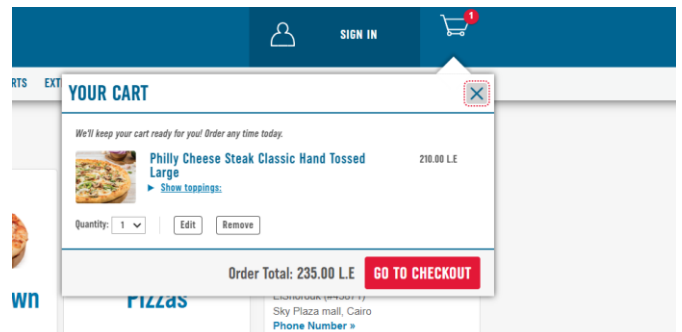 1
SIGN IN
RTS EXT
YOUR CART
We'll keep your cart ready for you! Order any time today.
Philly Cheese Steak Classic Hand Tossed 210.00 L.E
Large
► Show toppings:
Quantity: 1 Edit Remove
Order Total: 235.00 L.E GO TO CHECKOUT
wn Pizzas
Sky Plaza mall, Cairo
Phone Number »